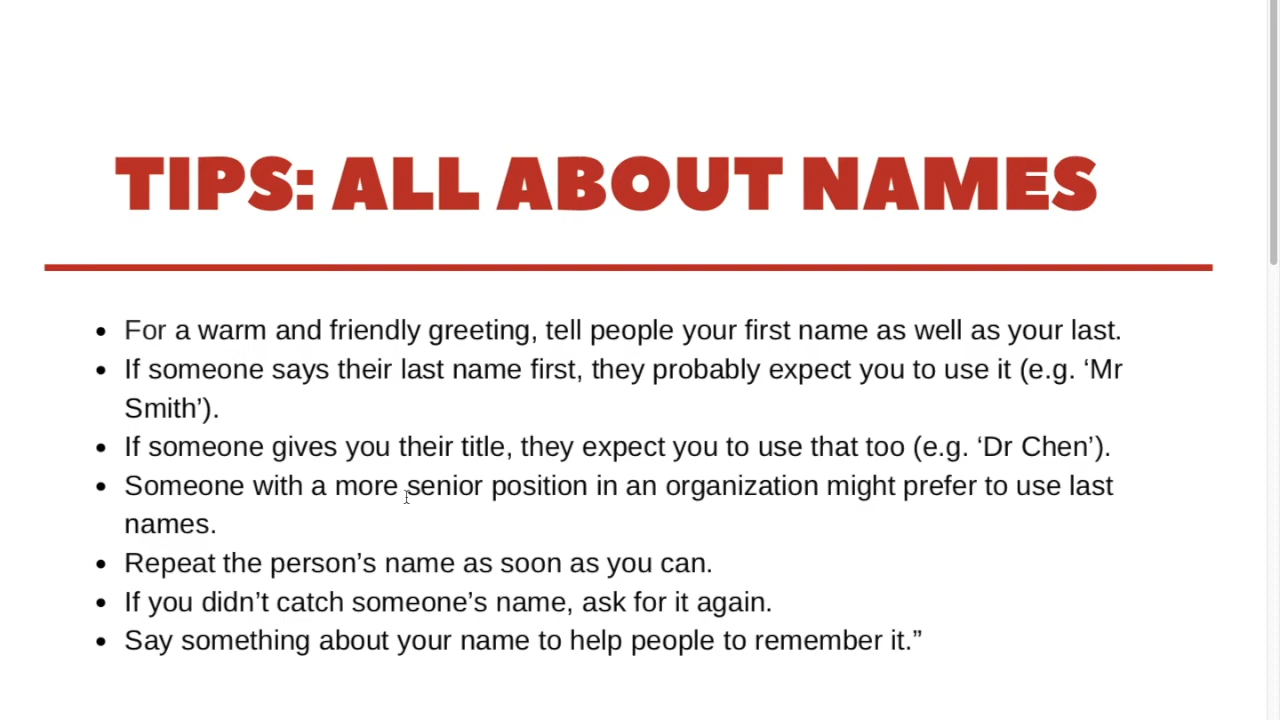 TIPS: ALL ABOUT NAMES
• For a warm and friendly greeting, tell people your first name as well as your last.
• If someone says their last name first, they probably expect you to use it (e.g. ‘Mr
Smith’).
• If someone gives you their title, they expect you to use that too (e.g. ‘Dr Chen’).
• Someone with a more senior position in an organization might prefer to use last
names.
• Repeat the person’s name as soon as you can.
• If you didn’t catch someone’s name, ask for it again.
• Say something about your name to help people to remember it.”